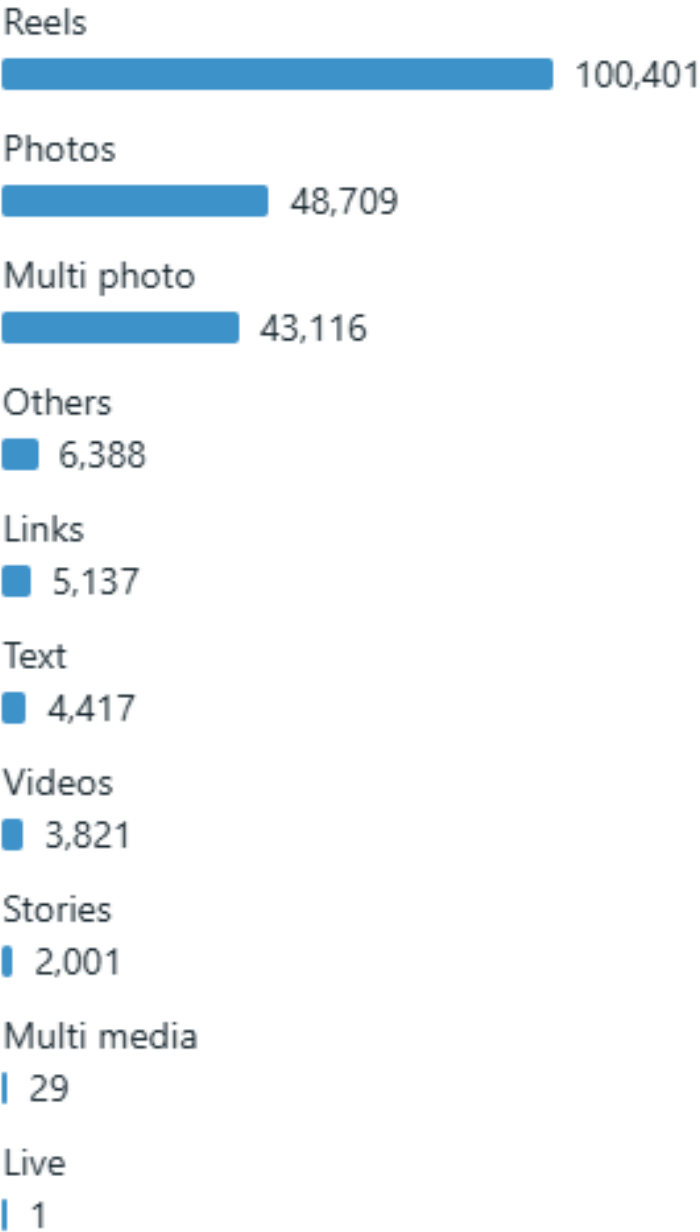 Reels
100,401
Photos
48,709
Multi photo
43,116
Others
6,388
Links
5,137
Text
4,417
Videos
3,821
Stories
2,001
Multi media
29
Live
1